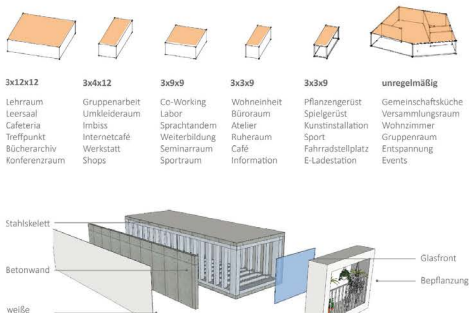 3x12x12
Lehrraum
Leersaal
Cafeteria
Treffpunkt
Bücherarchiv
Konferenzraum
3x4x12
Gruppenarbeit
Umkleideraum
Imbiss
Internetcafé
Werkstatt
Shops
3x9x9
Co-Working
Labor
Sprachtandem
Weiterbildung
Seminarraum
Sportraum
3x3x9
Wohneinheit
Büroraum
Atelier
Ruheraum
Café
Information
3x3x9
Pflanzengerüst
Spielgerüst
Kunstinstallation
Sport
Fahrradstellplatz
E-Ladestation
unregelmäßig
Gemeinschaftsküche
Versammlungsraum
Wohnzimmer
Gruppenraum
Entspannung
Events
Stahlskelett
Betonwand
weiße
Glasfront
Bepflanzung